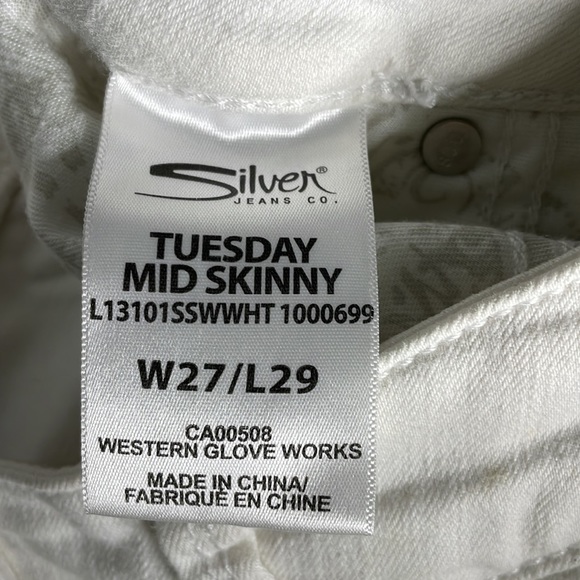 Silver®
JEANS CO.
TUESDAY
MID SKINNY
L13101SSWWHT 1000699
W27/L29
CA00508
WESTERN GLOVE WORKS
MADE IN CHINA/
FABRIQUÉ EN CHINE